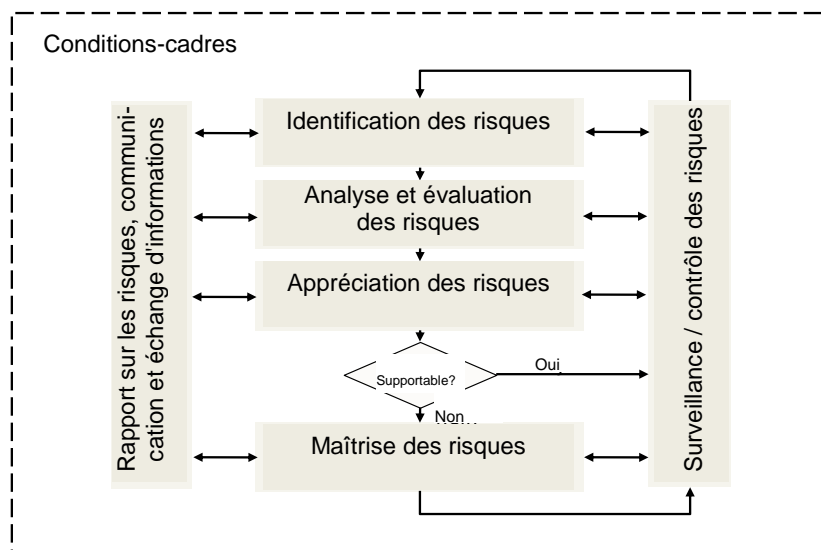 Conditions-cadres
Rapport sur les risques, communi-
cation et échange d'informations
Identification des risques
Analyse et évaluation
des risques
Appréciation des risques
Supportable?
Oui
Non
Maîtrise des risques
Surveillance / contrôle des risques